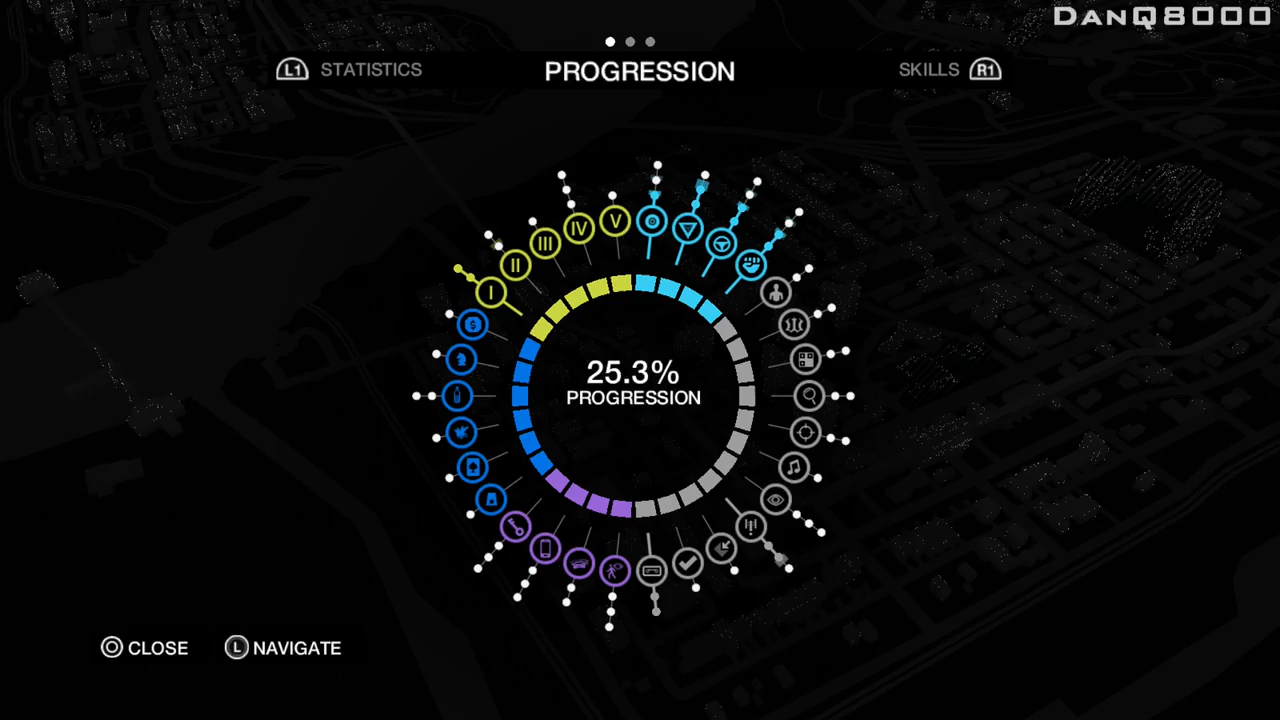 DANQ8000
L1 STATISTICS
PROGRESSION
SKILLS R1
I
II
III
IV
V
25.3%
PROGRESSION
CLOSE
L NAVIGATE